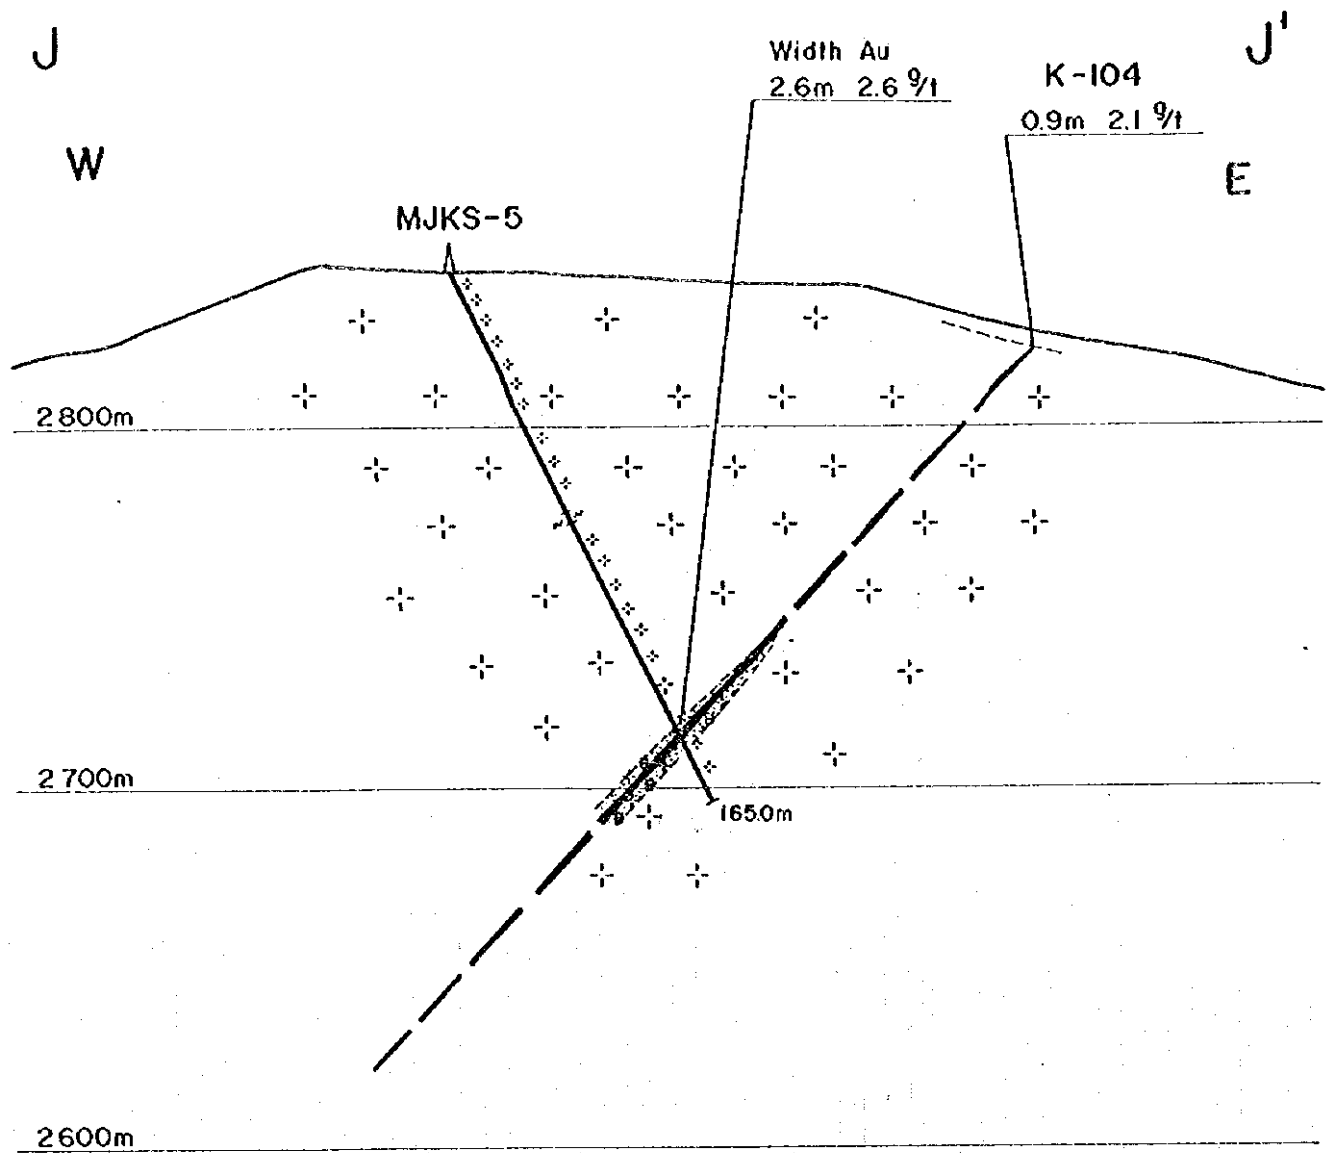 J
J'
Width Au
2.6m 2.6 g/t
K-104
0.9m 2.1 g/t
W
E
MJKS-5
2800m
2700m
165.0m
2600m